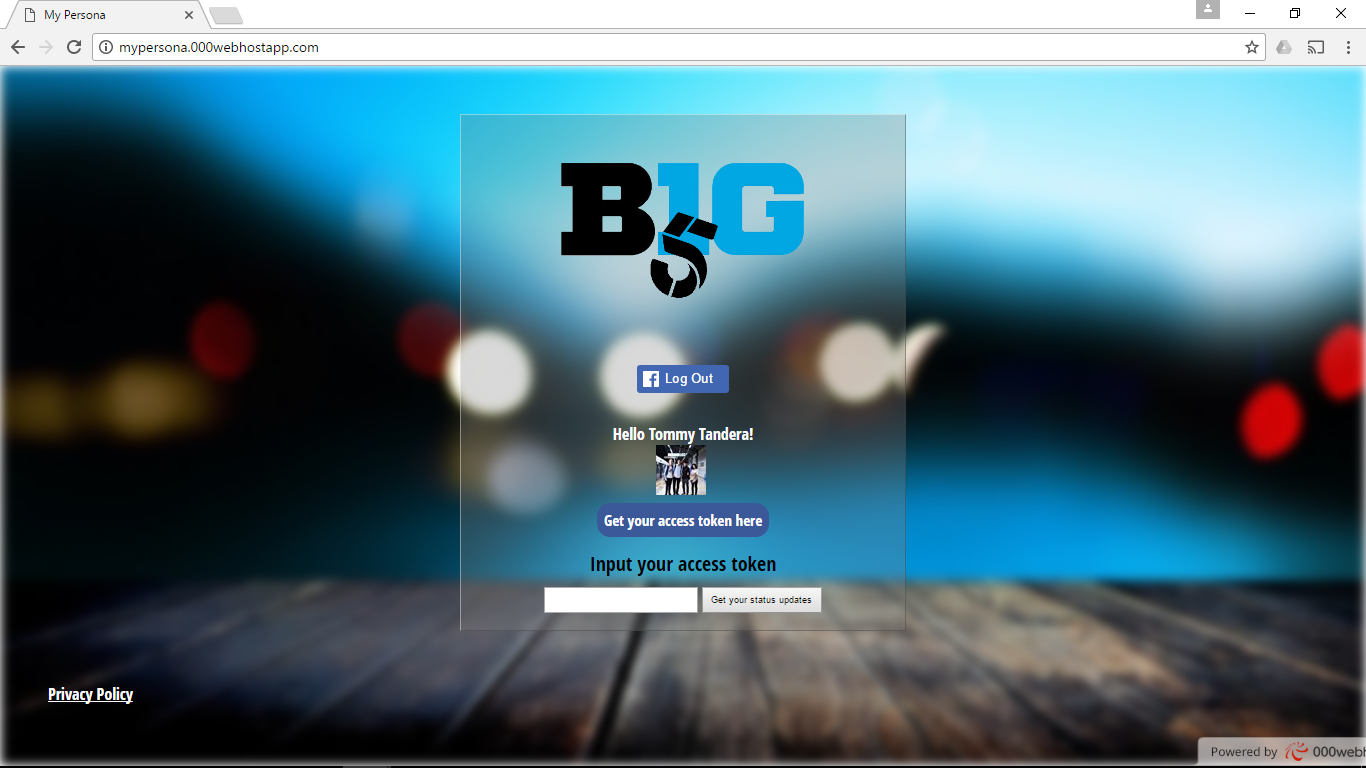 My Persona
mypersona.000webhostapp.com
B1G
5
Log Out
Hello Tommy Tandera!
Get your access token here
Input your access token
Get your status updates
Privacy Policy
Powered by 000webh